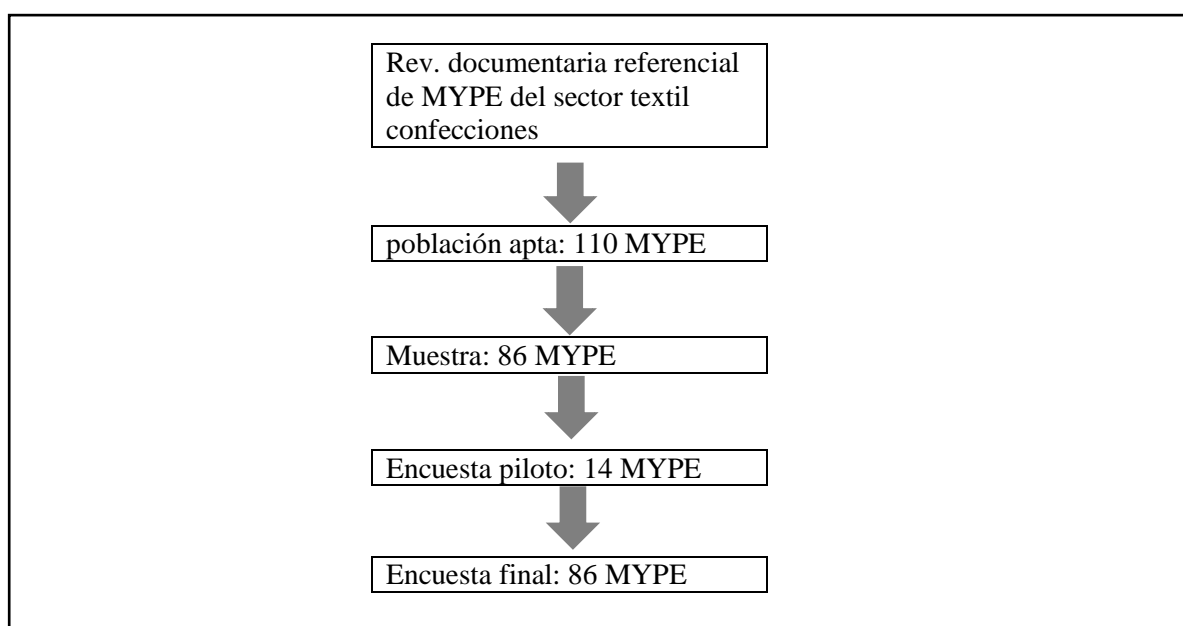 Rev. documentaria referencial
de MYPE del sector textil
confecciones
población apta: 110 MYPE
Muestra: 86 MYPE
Encuesta piloto: 14 MYPE
Encuesta final: 86 MYPE